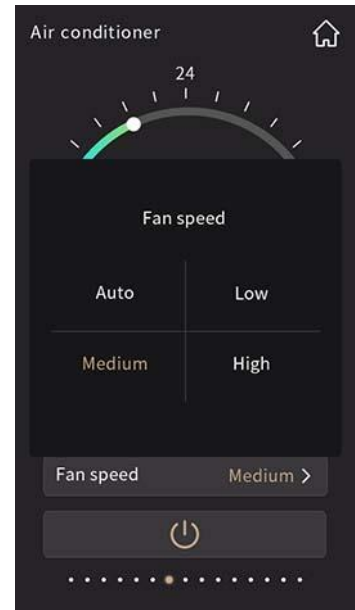 Air conditioner
24
Fan speed
Auto Low
Medium High
Fan speed Medium